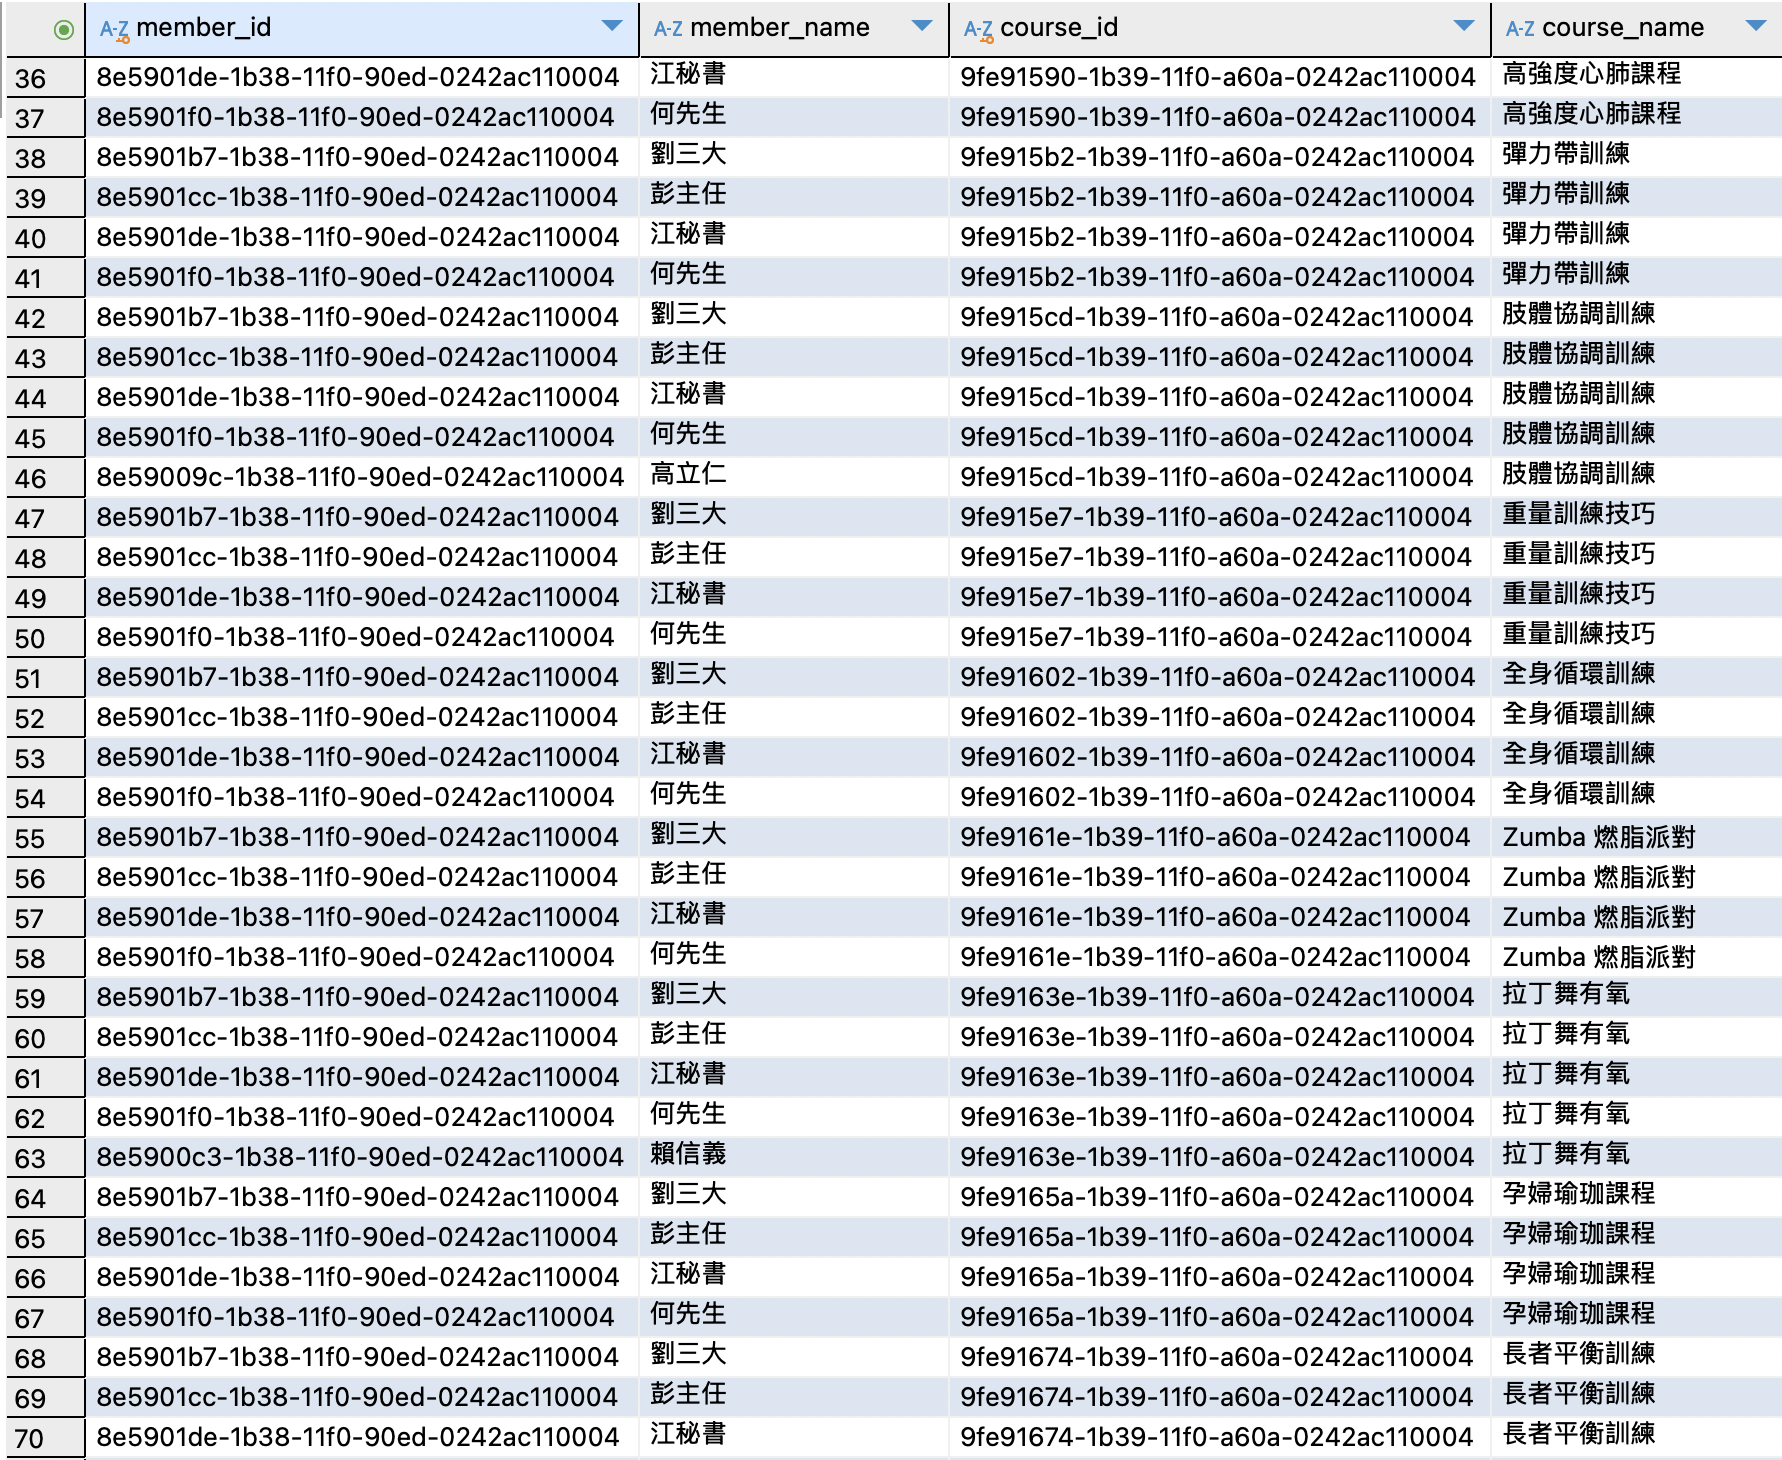 member_id member_name course_id course_name
36 8e5901de-1b38-11f0-90ed-0242ac110004 江秘書 9fe91590-1b39-11f0-a60a-0242ac110004 高強度心肺課程
37 8e5901f0-1b38-11f0-90ed-0242ac110004 何先生 9fe91590-1b39-11f0-a60a-0242ac110004 高強度心肺課程
38 8e5901b7-1b38-11f0-90ed-0242ac110004 劉三大 9fe915b2-1b39-11f0-a60a-0242ac110004 彈力帶訓練
39 8e5901cc-1b38-11f0-90ed-0242ac110004 彭主任 9fe915b2-1b39-11f0-a60a-0242ac110004 彈力帶訓練
40 8e5901de-1b38-11f0-90ed-0242ac110004 江秘書 9fe915b2-1b39-11f0-a60a-0242ac110004 彈力帶訓練
41 8e5901f0-1b38-11f0-90ed-0242ac110004 何先生 9fe915b2-1b39-11f0-a60a-0242ac110004 彈力帶訓練
42 8e5901b7-1b38-11f0-90ed-0242ac110004 劉三大 9fe915cd-1b39-11f0-a60a-0242ac110004 肢體協調訓練
43 8e5901cc-1b38-11f0-90ed-0242ac110004 彭主任 9fe915cd-1b39-11f0-a60a-0242ac110004 肢體協調訓練
44 8e5901de-1b38-11f0-90ed-0242ac110004 江秘書 9fe915cd-1b39-11f0-a60a-0242ac110004 肢體協調訓練
45 8e5901f0-1b38-11f0-90ed-0242ac110004 何先生 9fe915cd-1b39-11f0-a60a-0242ac110004 肢體協調訓練
46 8e59009c-1b38-11f0-90ed-0242ac110004 高立仁 9fe915cd-1b39-11f0-a60a-0242ac110004 肢體協調訓練
47 8e5901b7-1b38-11f0-90ed-0242ac110004 劉三大 9fe915e7-1b39-11f0-a60a-0242ac110004 重量訓練技巧
48 8e5901cc-1b38-11f0-90ed-0242ac110004 彭主任 9fe915e7-1b39-11f0-a60a-0242ac110004 重量訓練技巧
49 8e5901de-1b38-11f0-90ed-0242ac110004 江秘書 9fe915e7-1b39-11f0-a60a-0242ac110004 重量訓練技巧
50 8e5901f0-1b38-11f0-90ed-0242ac110004 何先生 9fe915e7-1b39-11f0-a60a-0242ac110004 重量訓練技巧
51 8e5901b7-1b38-11f0-90ed-0242ac110004 劉三大 9fe91602-1b39-11f0-a60a-0242ac110004 全身循環訓練
52 8e5901cc-1b38-11f0-90ed-0242ac110004 彭主任 9fe91602-1b39-11f0-a60a-0242ac110004 全身循環訓練
53 8e5901de-1b38-11f0-90ed-0242ac110004 江秘書 9fe91602-1b39-11f0-a60a-0242ac110004 全身循環訓練
54 8e5901f0-1b38-11f0-90ed-0242ac110004 何先生 9fe91602-1b39-11f0-a60a-0242ac110004 全身循環訓練
55 8e5901b7-1b38-11f0-90ed-0242ac110004 劉三大 9fe9161e-1b39-11f0-a60a-0242ac110004 Zumba 燃脂派對
56 8e5901cc-1b38-11f0-90ed-0242ac110004 彭主任 9fe9161e-1b39-11f0-a60a-0242ac110004 Zumba 燃脂派對
57 8e5901de-1b38-11f0-90ed-0242ac110004 江秘書 9fe9161e-1b39-11f0-a60a-0242ac110004 Zumba 燃脂派對
58 8e5901f0-1b38-11f0-90ed-0242ac110004 何先生 9fe9161e-1b39-11f0-a60a-0242ac110004 Zumba 燃脂派對
59 8e5901b7-1b38-11f0-90ed-0242ac110004 劉三大 9fe9163e-1b39-11f0-a60a-0242ac110004 拉丁舞有氧
60 8e5901cc-1b38-11f0-90ed-0242ac110004 彭主任 9fe9163e-1b39-11f0-a60a-0242ac110004 拉丁舞有氧
61 8e5901de-1b38-11f0-90ed-0242ac110004 江秘書 9fe9163e-1b39-11f0-a60a-0242ac110004 拉丁舞有氧
62 8e5901f0-1b38-11f0-90ed-0242ac110004 何先生 9fe9163e-1b39-11f0-a60a-0242ac110004 拉丁舞有氧
63 8e5900c3-1b38-11f0-90ed-0242ac110004 賴信義 9fe9163e-1b39-11f0-a60a-0242ac110004 拉丁舞有氧
64 8e5901b7-1b38-11f0-90ed-0242ac110004 劉三大 9fe9165a-1b39-11f0-a60a-0242ac110004 孕婦瑜珈課程
65 8e5901cc-1b38-11f0-90ed-0242ac110004 彭主任 9fe9165a-1b39-11f0-a60a-0242ac110004 孕婦瑜珈課程
66 8e5901de-1b38-11f0-90ed-0242ac110004 江秘書 9fe9165a-1b39-11f0-a60a-0242ac110004 孕婦瑜珈課程
67 8e5901f0-1b38-11f0-90ed-0242ac110004 何先生 9fe9165a-1b39-11f0-a60a-0242ac110004 孕婦瑜珈課程
68 8e5901b7-1b38-11f0-90ed-0242ac110004 劉三大 9fe91674-1b39-11f0-a60a-0242ac110004 長者平衡訓練
69 8e5901cc-1b38-11f0-90ed-0242ac110004 彭主任 9fe91674-1b39-11f0-a60a-0242ac110004 長者平衡訓練
70 8e5901de-1b38-11f0-90ed-0242ac110004 江秘書 9fe91674-1b39-11f0-a60a-0242ac110004 長者平衡訓練